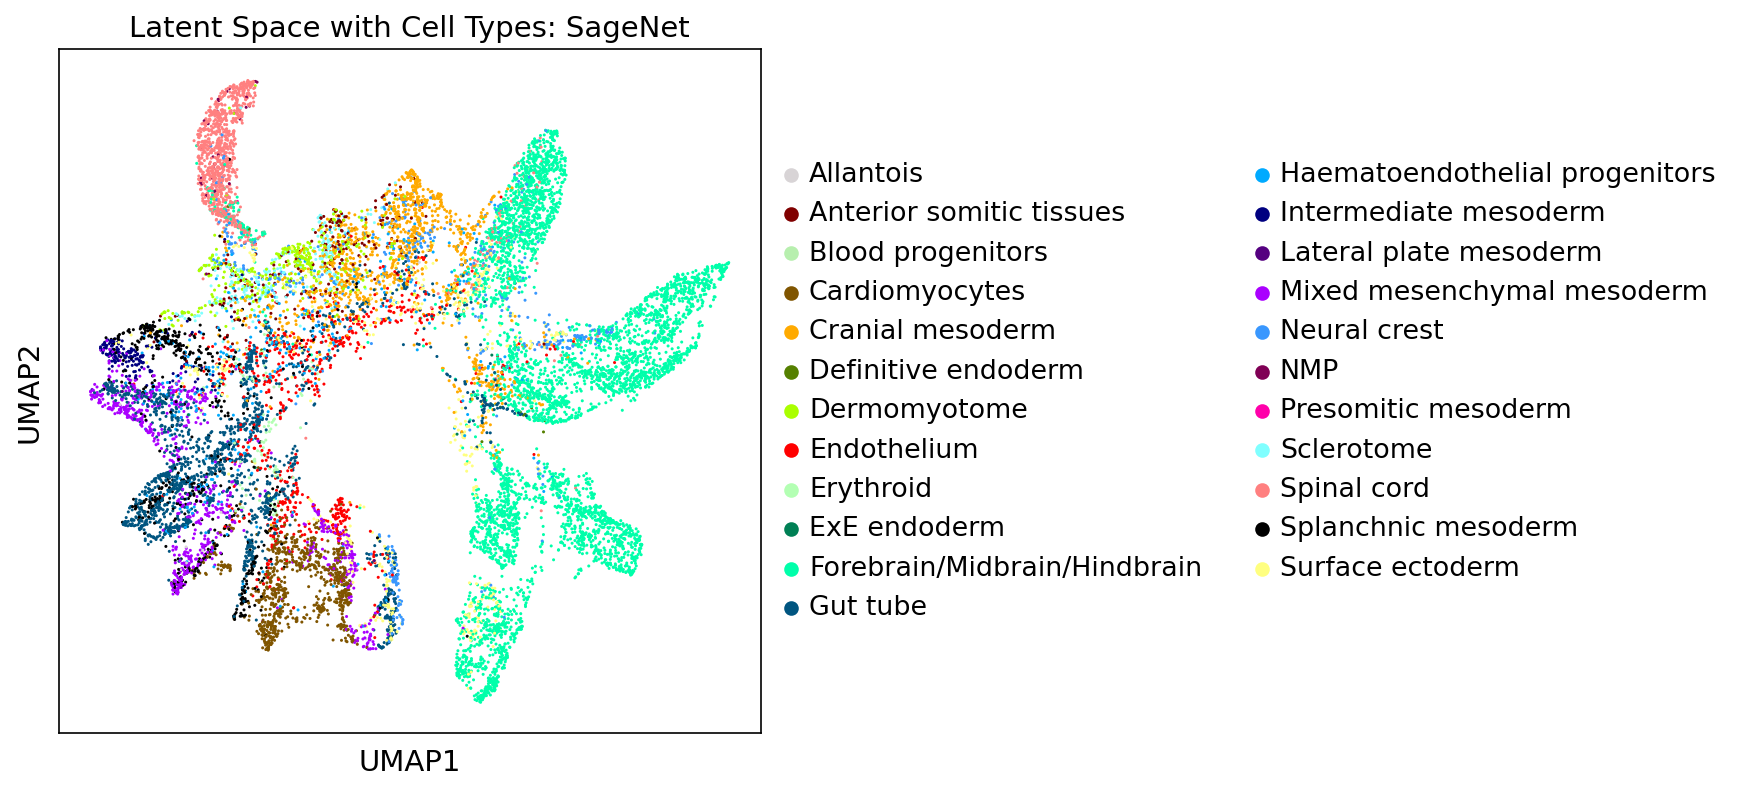 Latent Space with Cell Types: SageNet
UMAP2
UMAP1
Allantois
Anterior somitic tissues
Blood progenitors
Cardiomyocytes
Cranial mesoderm
Definitive endoderm
Dermomyotome
Endothelium
Erythroid
ExE endoderm
Forebrain/Midbrain/Hindbrain
Gut tube
Haematoendothelial progenitors
Intermediate mesoderm
Lateral plate mesoderm
Mixed mesenchymal mesoderm
Neural crest
NMP
Presomitic mesoderm
Sclerotome
Spinal cord
Splanchnic mesoderm
Surface ectoderm